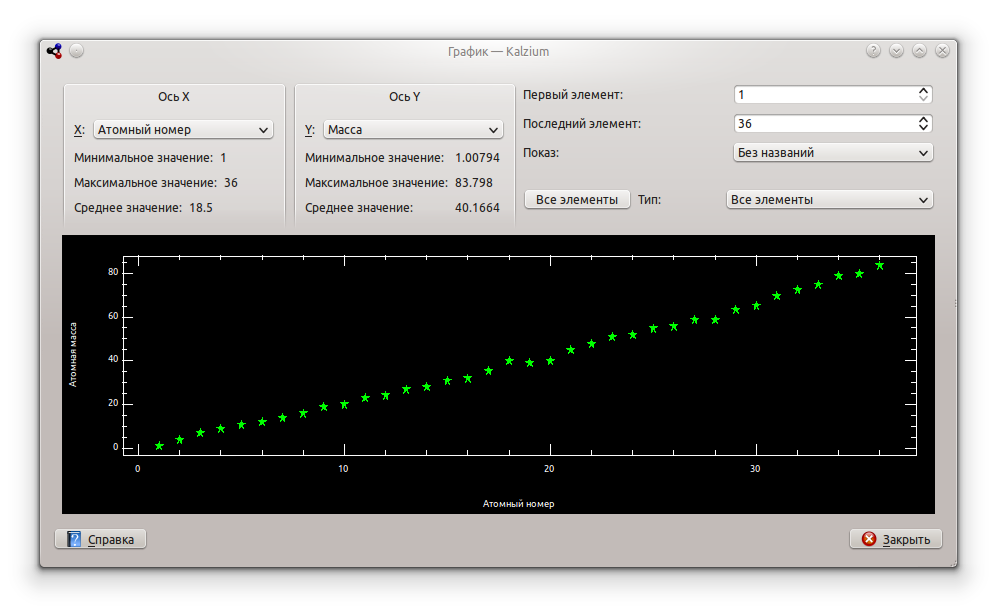 График — Kalzium
Ось X
X: Атомный номер
Минимальное значение: 1
Максимальное значение: 36
Среднее значение: 18.5
Ось Y
Y: Масса
Минимальное значение: 1.00794
Максимальное значение: 83.798
Среднее значение: 40.1664
Первый элемент: 1
Последний элемент: 36
Показ: Без названий
Все элементы Тип: Все элементы
Атомная масса
80
60
40
20
0
0 10 20 30
Атомный номер
Справка
Закрыть